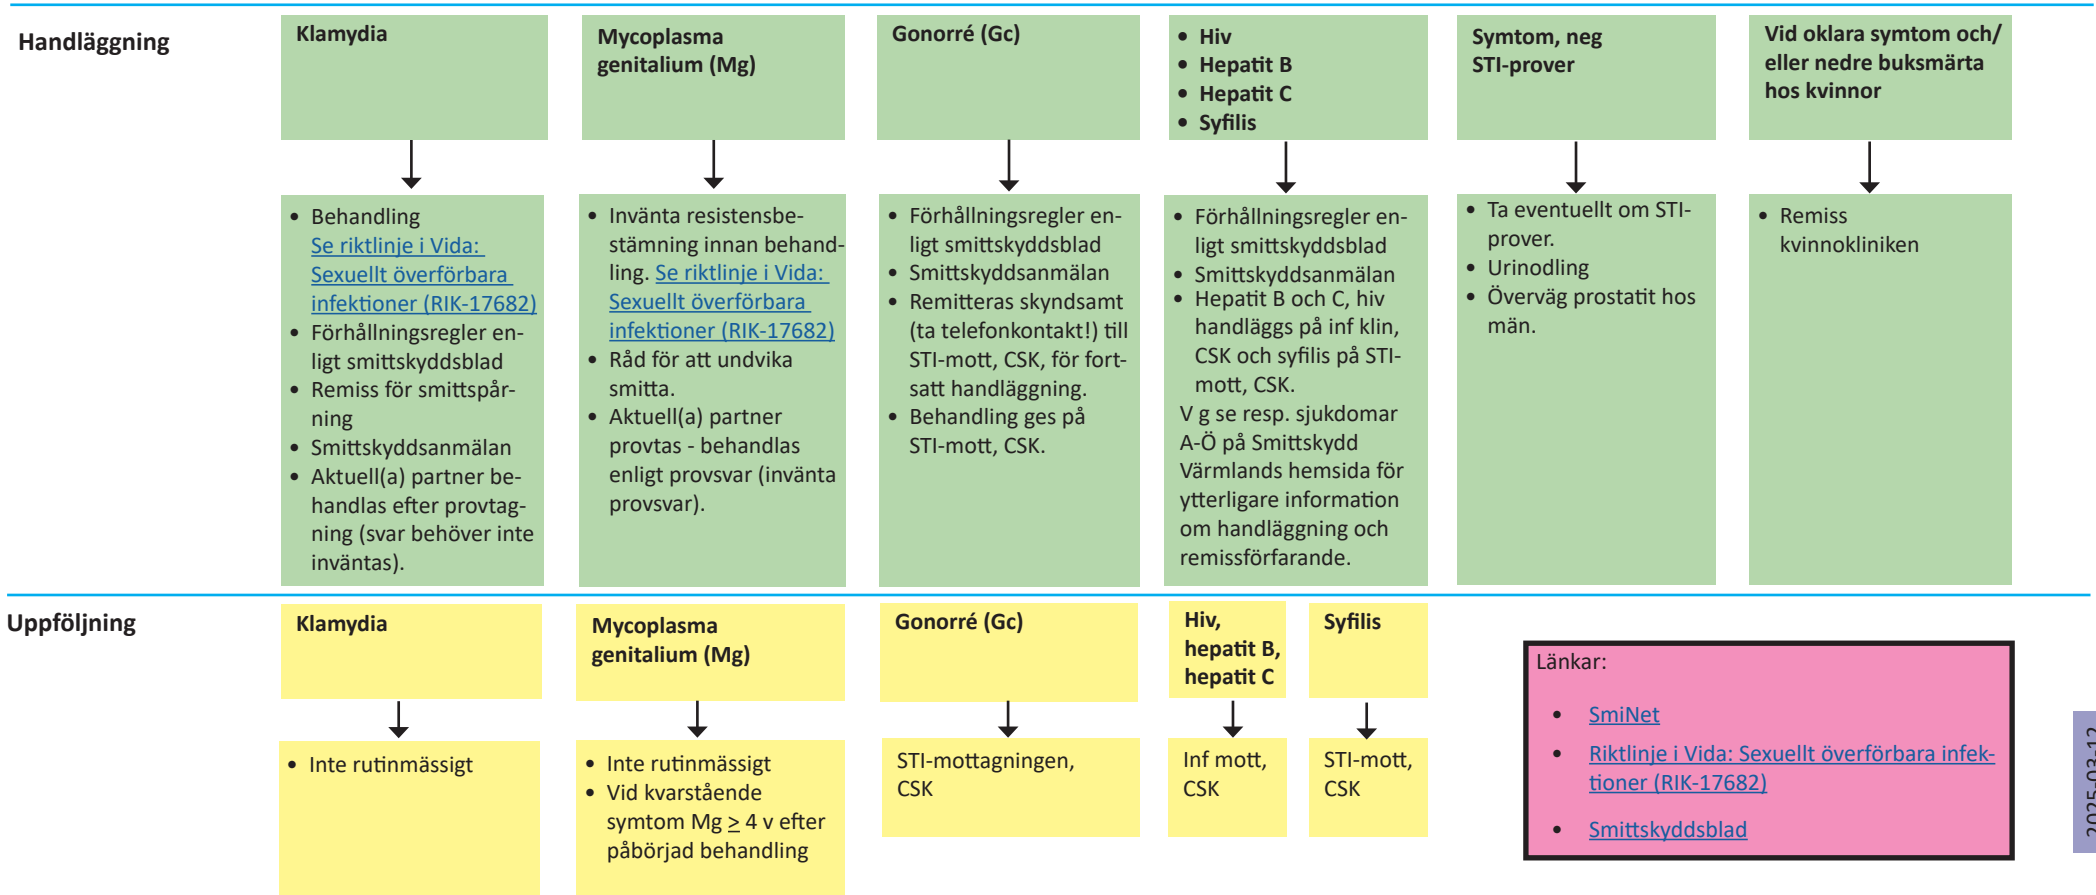 Handläggning
Klamydia
Mycoplasma
genitalium (Mg)
Gonorré (Gc)
• Hiv
• Hepatit B
• Hepatit C
• Syfilis
Symtom, neg
STI-prover
Vid oklara symtom och/
eller nedre buksmärta
hos kvinnor
• Behandling
Se riktlinje i Vida:
Sexuellt överförbara
infektioner (RIK-17682)
• Förhållningsregler en-
ligt smittskyddsblad
• Remiss för smittspår-
ning
• Smittskyddsanmälan
• Aktuell(a) partner be-
handlas efter provtag-
ning (svar behöver inte
inväntas).
• Invänta resistensbe-
stämning innan behand-
ling. Se riktlinje i Vida:
Sexuellt överförbara
infektioner (RIK-17682)
• Råd för att undvika
smitta.
• Aktuell(a) partner
provtas - behandlas
enligt provsvar (invänta
provsvar).
• Förhållningsregler en-
ligt smittskyddsblad
• Smittskyddsanmälan
• Remitteras skyndsamt
(ta telefonkontakt!) till
STI-mott, CSK, för fort-
satt handläggning.
• Behandling ges på
STI-mott, CSK.
• Förhållningsregler en-
ligt smittskyddsblad
• Smittskyddsanmälan
• Hepatit B och C, hiv
handläggs på inf klin,
CSK och syfilis på STI-
mott, CSK.
V g se resp. sjukdomar
A-Ö på Smittskydd
Värmlands hemsida för
ytterligare information
om handläggning och
remissförfarande.
• Ta eventuellt om STI-
prover.
• Urinodling
• Överväg prostatit hos
män.
• Remiss
kvinnokliniken
Uppföljning
Klamydia
Mycoplasma
genitalium (Mg)
Gonorré (Gc)
Hiv,
hepatit B,
hepatit C
Syfilis
• Inte rutinmässigt
• Inte rutinmässigt
• Vid kvarstående
symtom Mg ≥ 4 v efter
påbörjad behandling
STI-mottagningen,
CSK
Inf mott,
CSK
STI-mott,
CSK
Länkar:
• SmiNet
• Riktlinje i Vida: Sexuellt överförbara infek-
tioner (RIK-17682)
• Smittskyddsblad
2025-03-12